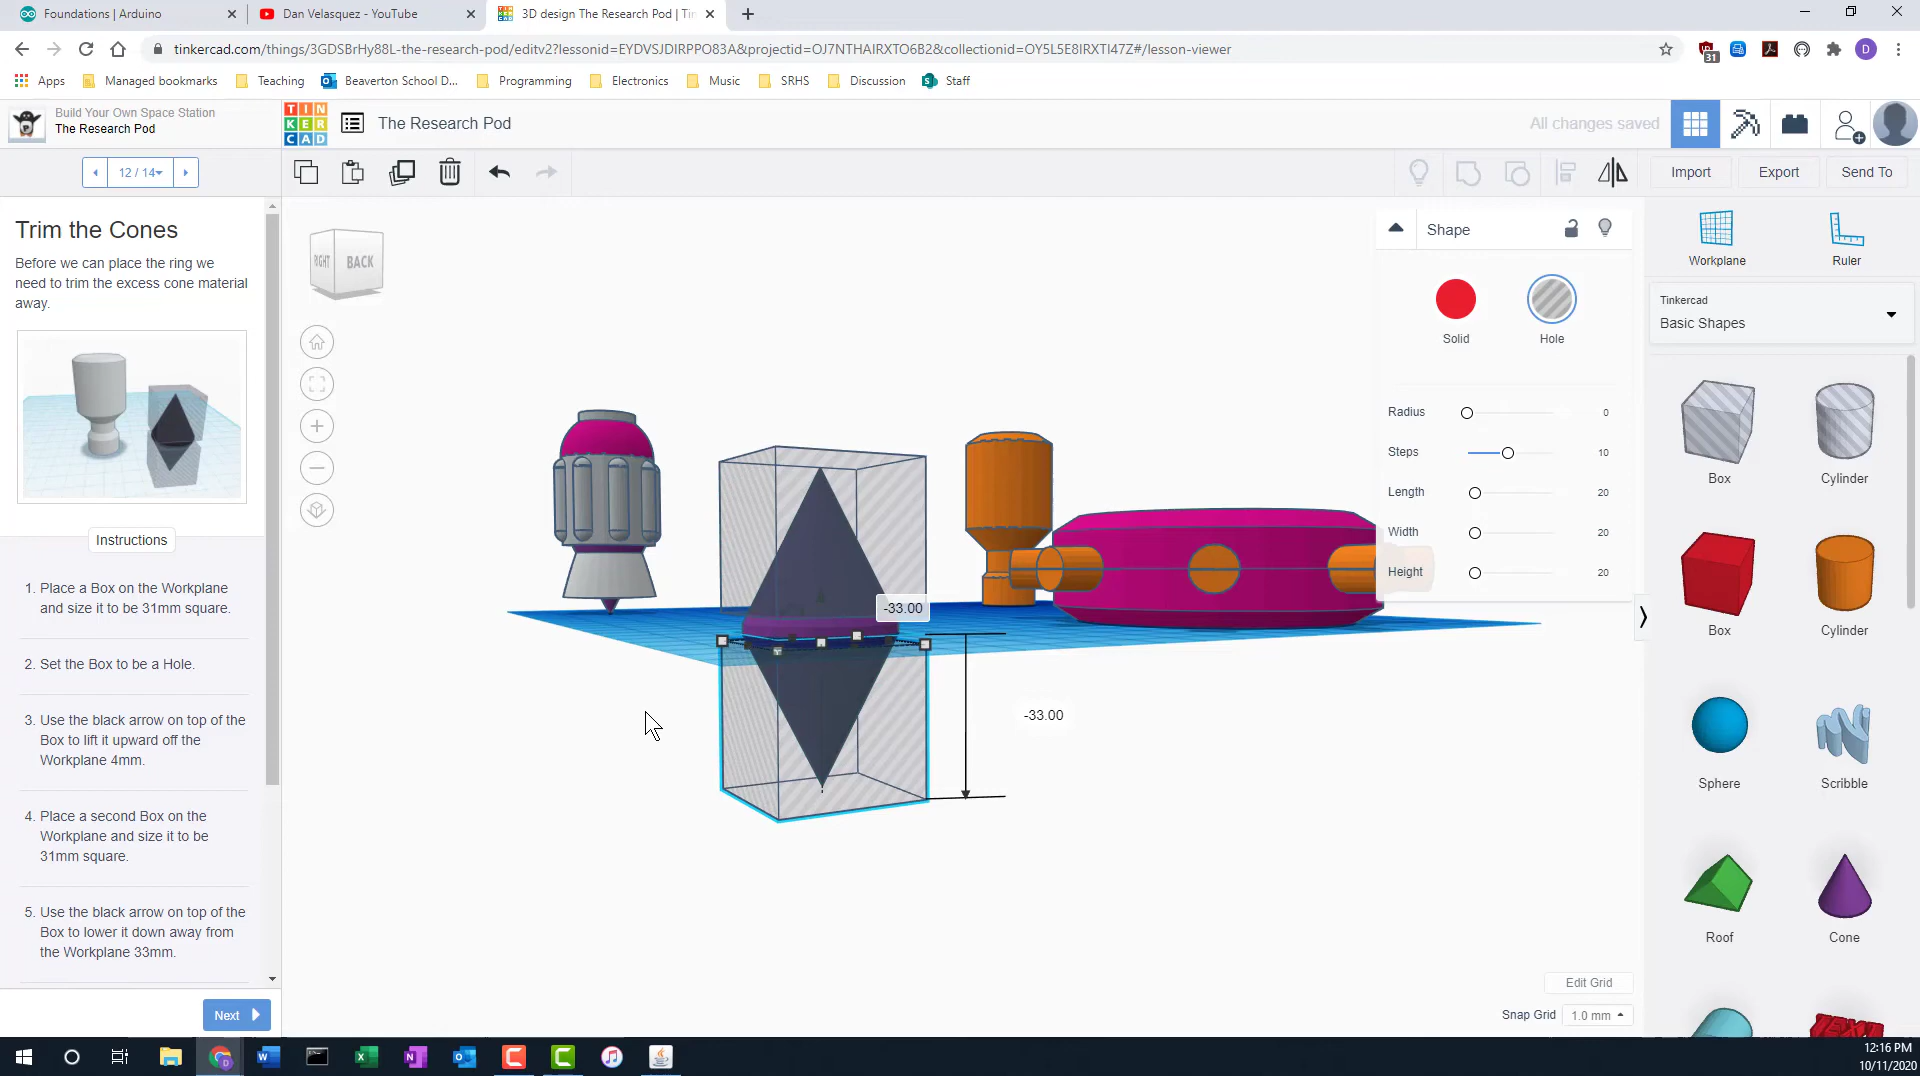 Foundations | Arduino
Dan Velasquez - YouTube
3D design The Research Pod | Tin
tinkercad.com/things/3GDSBrHy88L-the-research-pod/editv2?lessonid=EYDVSJDIRPPO83A&projectid=OJ7NTHAIRXTO6B2&collectionid=OY5L5E8IRXTI47Z#/lesson-viewer
31
D
Apps
Managed bookmarks
Teaching
Beaverton School D...
Programming
Electronics
Music
SRHS
Discussion
Staff
Build Your Own Space Station
The Research Pod
TIN
KER
CAD
The Research Pod
All changes saved
12 / 14
Import
Export
Send To
Trim the Cones
Before we can place the ring we
need to trim the excess cone material
away.
Instructions
1. Place a Box on the Workplane
and size it to be 31mm square.
2. Set the Box to be a Hole.
3. Use the black arrow on top of the
Box to lift it upward off the
Workplane 4mm.
4. Place a second Box on the
Workplane and size it to be
31mm square.
5. Use the black arrow on top of the
Box to lower it down away from
the Workplane 33mm.
Next
RIGHT
BACK
-33.00
-33.00
Shape
Solid
Hole
Radius
0
Steps
10
Length
20
Width
20
Height
20
Workplane
Ruler
Tinkercad
Basic Shapes
Box
Cylinder
Box
Cylinder
Sphere
Scribble
Roof
Cone
TEXT
Edit Grid
Snap Grid
1.0 mm
12:16 PM
10/11/2020